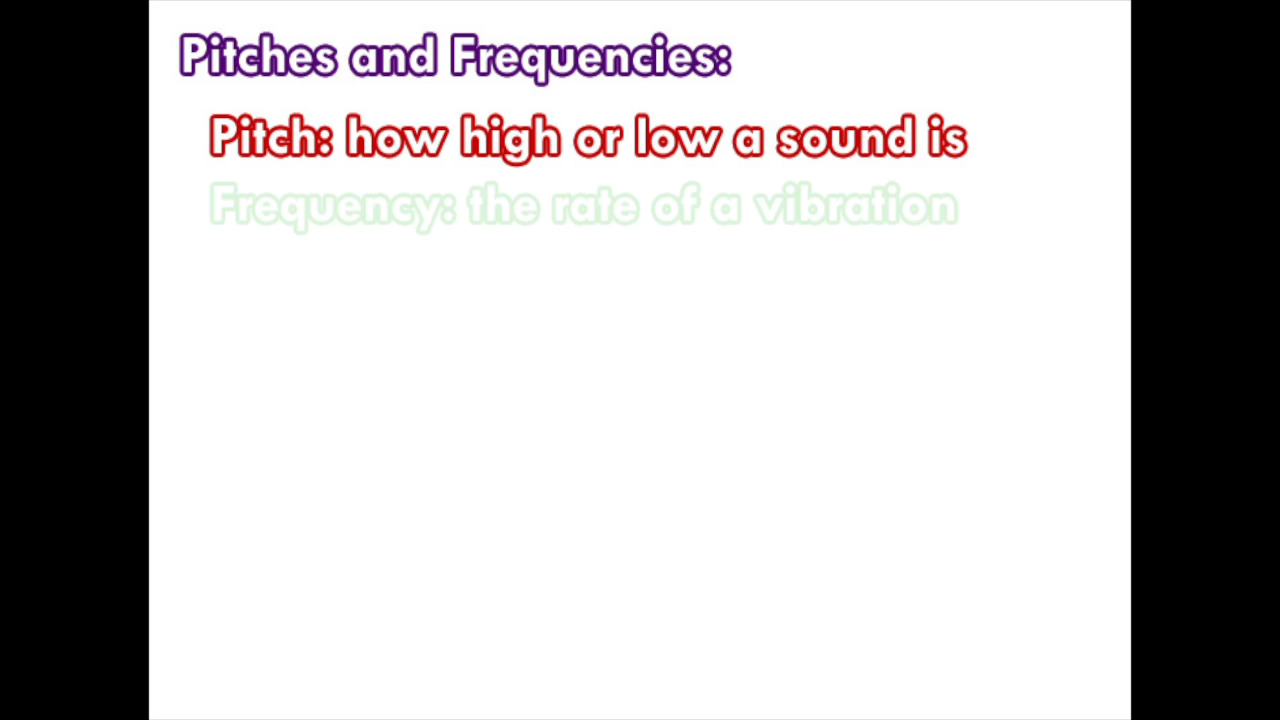 Pitches and Frequencies:
Pitch: how high or low a sound is
Frequency: the rate of a vibration